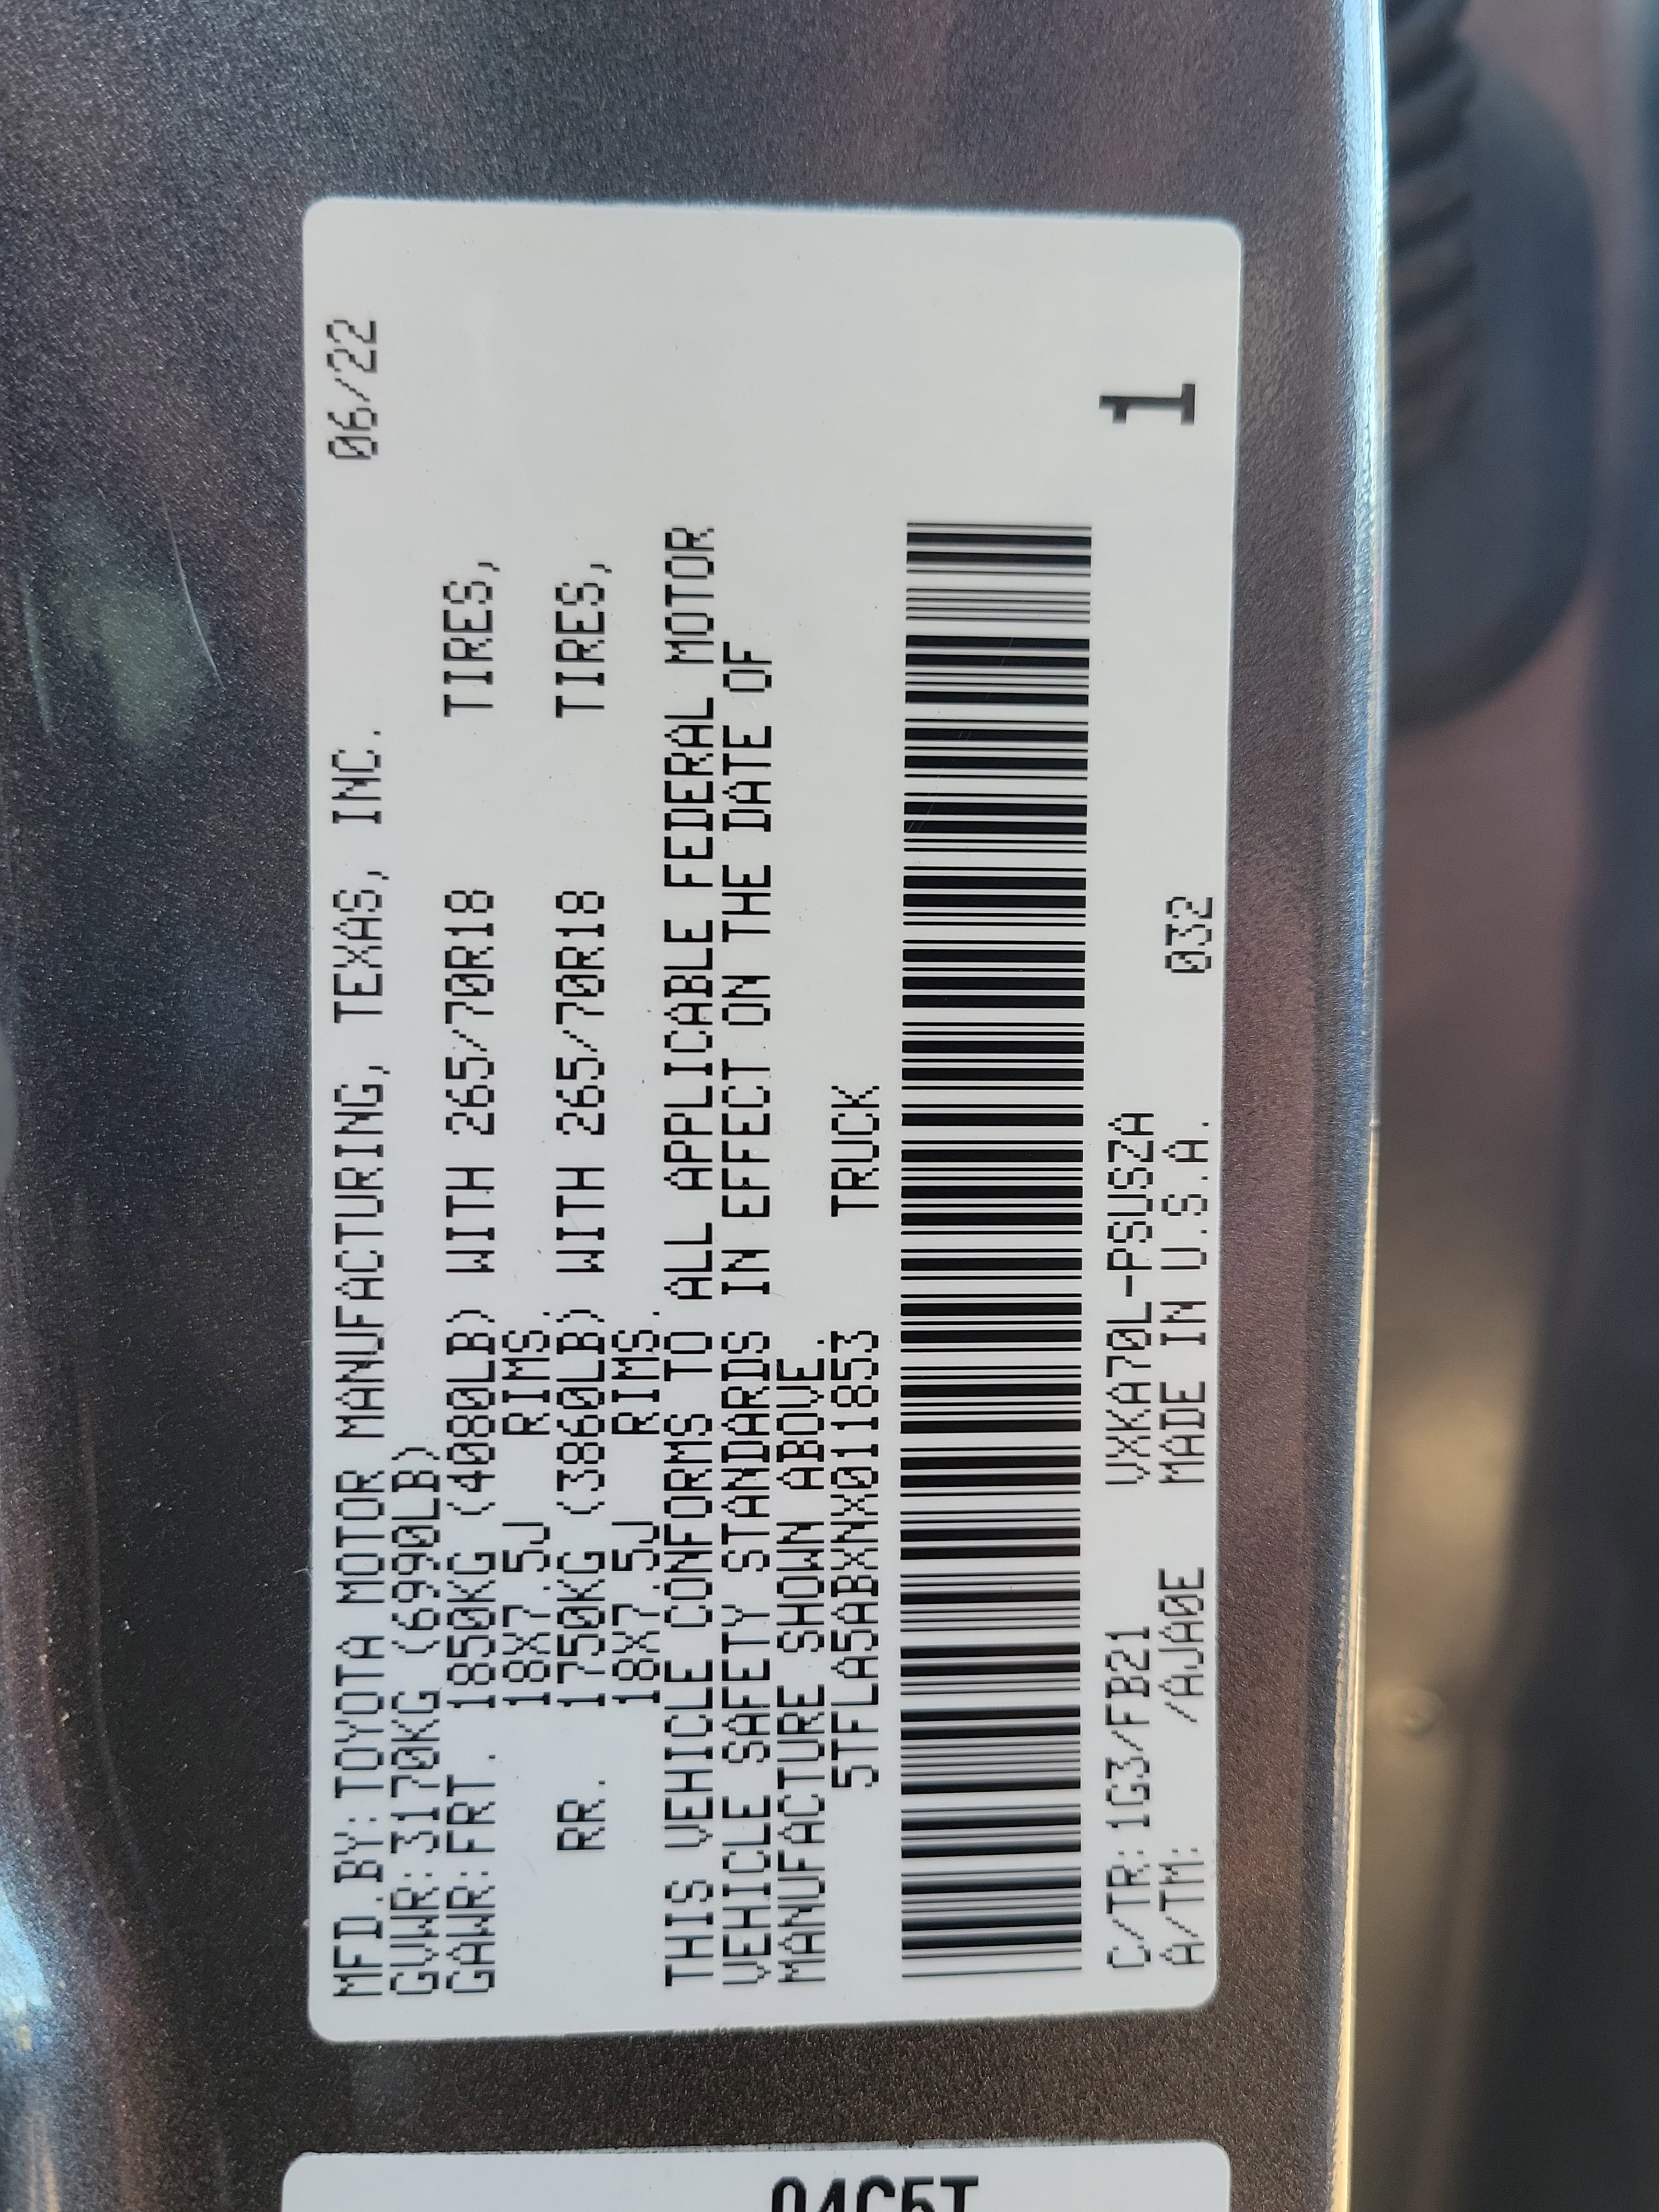 MFD.BY: TOYOTA MOTOR MANUFACTURING, TEXAS, INC. 06/22
GVWR: 3170KG (6990LB)
GAWR: FRT. 1850KG (4080LB) WITH 265/70R18 TIRES,
18X7.5J RIMS.
RR. 1750KG (3860LB) WITH 265/70R18 TIRES,
18X7.5J RIMS.
THIS VEHICLE CONFORMS TO ALL APPLICABLE FEDERAL MOTOR
VEHICLE SAFETY STANDARDS IN EFFECT ON THE DATE OF
MANUFACTURE SHOWN ABOVE.
5TFLA5ABXNX011853 TRUCK
C/TR: 1G3/FB21 VXKA70L-PSUSZA 1
A/TM: /AJA0E MADE IN U.S.A. 032